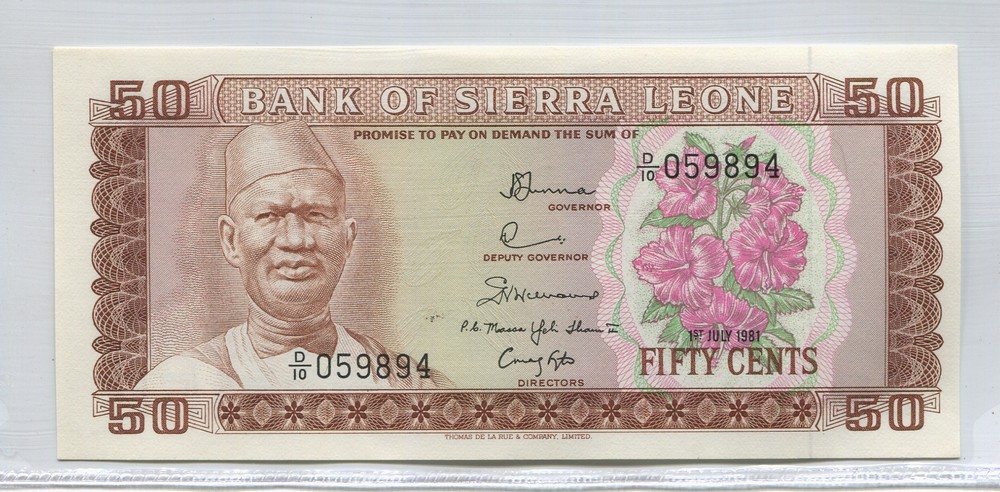 50 BANK OF SIERRA LEONE 50
PROMISE TO PAY ON DEMAND THE SUM OF
D/10 059894
GOVERNOR
DEPUTY GOVERNOR
1ST JULY 1981
FIFTY CENTS
D/10 059894
DIRECTORS
50 50
THOMAS DE LA RUE & COMPANY, LIMITED.